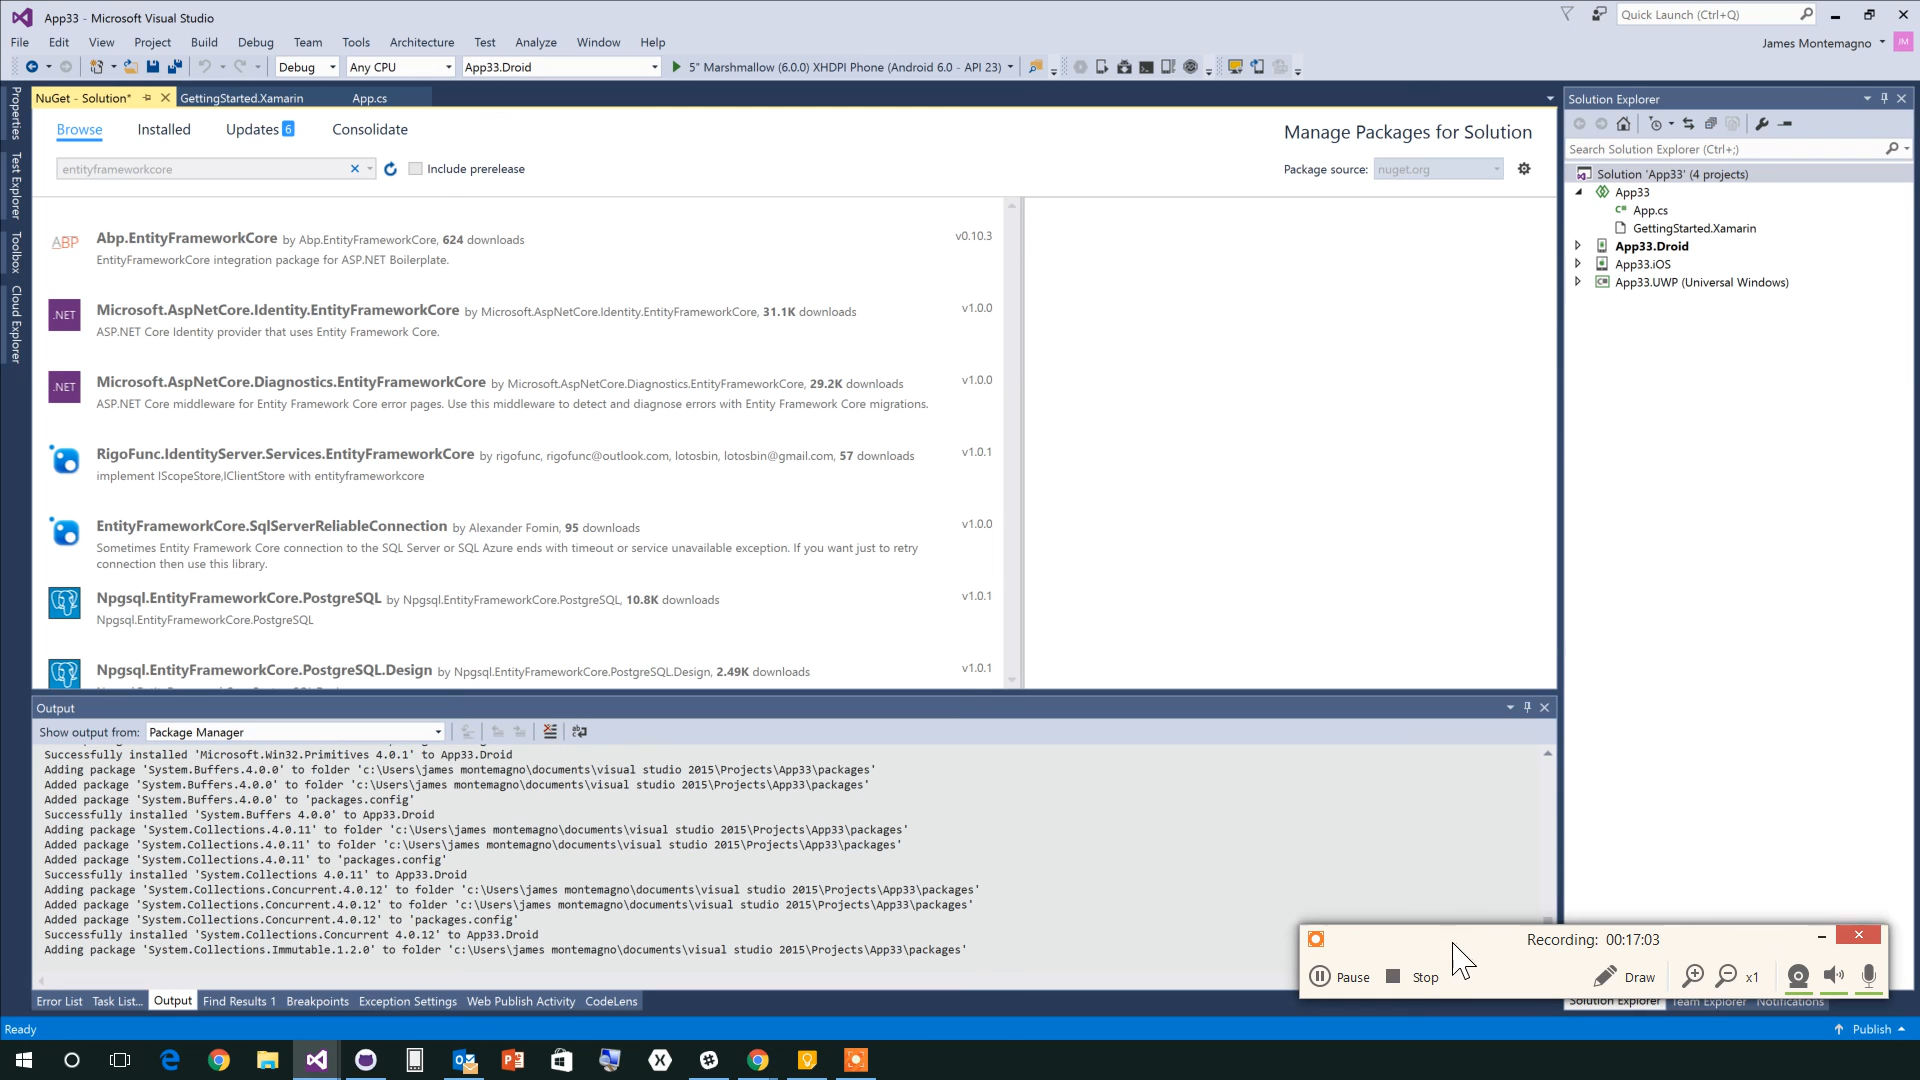 App33 - Microsoft Visual Studio
Quick Launch (Ctrl+Q)
File Edit View Project Build Debug Team Tools Architecture Test Analyze Window Help
James Montemagno JM
Debug Any CPU App33.Droid 5" Marshmallow (6.0.0) XHDPI Phone (Android 6.0 - API 23)
Properties
Test Explorer
Toolbox
Cloud Explorer
NuGet - Solution* GettingStarted.Xamarin App.cs
Browse Installed Updates 6 Consolidate
Manage Packages for Solution
entityframeworkcore
Include prerelease
Package source: nuget.org
ABP
Abp.EntityFrameworkCore by Abp.EntityFrameworkCore, 624 downloads v0.10.3
EntityFrameworkCore integration package for ASP.NET Boilerplate.
.NET
Microsoft.AspNetCore.Identity.EntityFrameworkCore by Microsoft.AspNetCore.Identity.EntityFrameworkCore, 31.1K downloads v1.0.0
ASP.NET Core Identity provider that uses Entity Framework Core.
.NET
Microsoft.AspNetCore.Diagnostics.EntityFrameworkCore by Microsoft.AspNetCore.Diagnostics.EntityFrameworkCore, 29.2K downloads v1.0.0
ASP.NET Core middleware for Entity Framework Core error pages. Use this middleware to detect and diagnose errors with Entity Framework Core migrations.
RigoFunc.IdentityServer.Services.EntityFrameworkCore by rigofunc, rigofunc@outlook.com, lotosbin, lotosbin@gmail.com, 57 downloads v1.0.1
implement IScopeStore,IClientStore with entityframeworkcore
EntityFrameworkCore.SqlServerReliableConnection by Alexander Fomin, 95 downloads v1.0.0
Sometimes Entity Framework Core connection to the SQL Server or SQL Azure ends with timeout or service unavailable exception. If you want just to retry
connection then use this library.
Npgsql.EntityFrameworkCore.PostgreSQL by Npgsql.EntityFrameworkCore.PostgreSQL, 10.8K downloads v1.0.1
Npgsql.EntityFrameworkCore.PostgreSQL
Npgsql.EntityFrameworkCore.PostgreSQL.Design by Npgsql.EntityFrameworkCore.PostgreSQL.Design, 2.49K downloads v1.0.1
Solution Explorer
Search Solution Explorer (Ctrl+;)
Solution 'App33' (4 projects)
App33
App.cs
GettingStarted.Xamarin
App33.Droid
App33.iOS
App33.UWP (Universal Windows)
Output
Show output from: Package Manager
Successfully installed 'Microsoft.Win32.Primitives 4.0.1' to App33.Droid
Adding package 'System.Buffers.4.0.0' to folder 'c:\Users\james montemagno\documents\visual studio 2015\Projects\App33\packages'
Added package 'System.Buffers.4.0.0' to folder 'c:\Users\james montemagno\documents\visual studio 2015\Projects\App33\packages'
Added package 'System.Buffers.4.0.0' to 'packages.config'
Successfully installed 'System.Buffers 4.0.0' to App33.Droid
Adding package 'System.Collections.4.0.11' to folder 'c:\Users\james montemagno\documents\visual studio 2015\Projects\App33\packages'
Added package 'System.Collections.4.0.11' to folder 'c:\Users\james montemagno\documents\visual studio 2015\Projects\App33\packages'
Added package 'System.Collections.4.0.11' to 'packages.config'
Successfully installed 'System.Collections 4.0.11' to App33.Droid
Adding package 'System.Collections.Concurrent.4.0.12' to folder 'c:\Users\james montemagno\documents\visual studio 2015\Projects\App33\packages'
Added package 'System.Collections.Concurrent.4.0.12' to folder 'c:\Users\james montemagno\documents\visual studio 2015\Projects\App33\packages'
Added package 'System.Collections.Concurrent.4.0.12' to 'packages.config'
Successfully installed 'System.Collections.Concurrent 4.0.12' to App33.Droid
Adding package 'System.Collections.Immutable.1.2.0' to folder 'c:\Users\james montemagno\documents\visual studio 2015\Projects\App33\packages'
Recording: 00:17:03
Pause Stop Draw x1
Error List Task List... Output Find Results 1 Breakpoints Exception Settings Web Publish Activity CodeLens
Solution Explorer Team Explorer Notifications
Ready
Publish